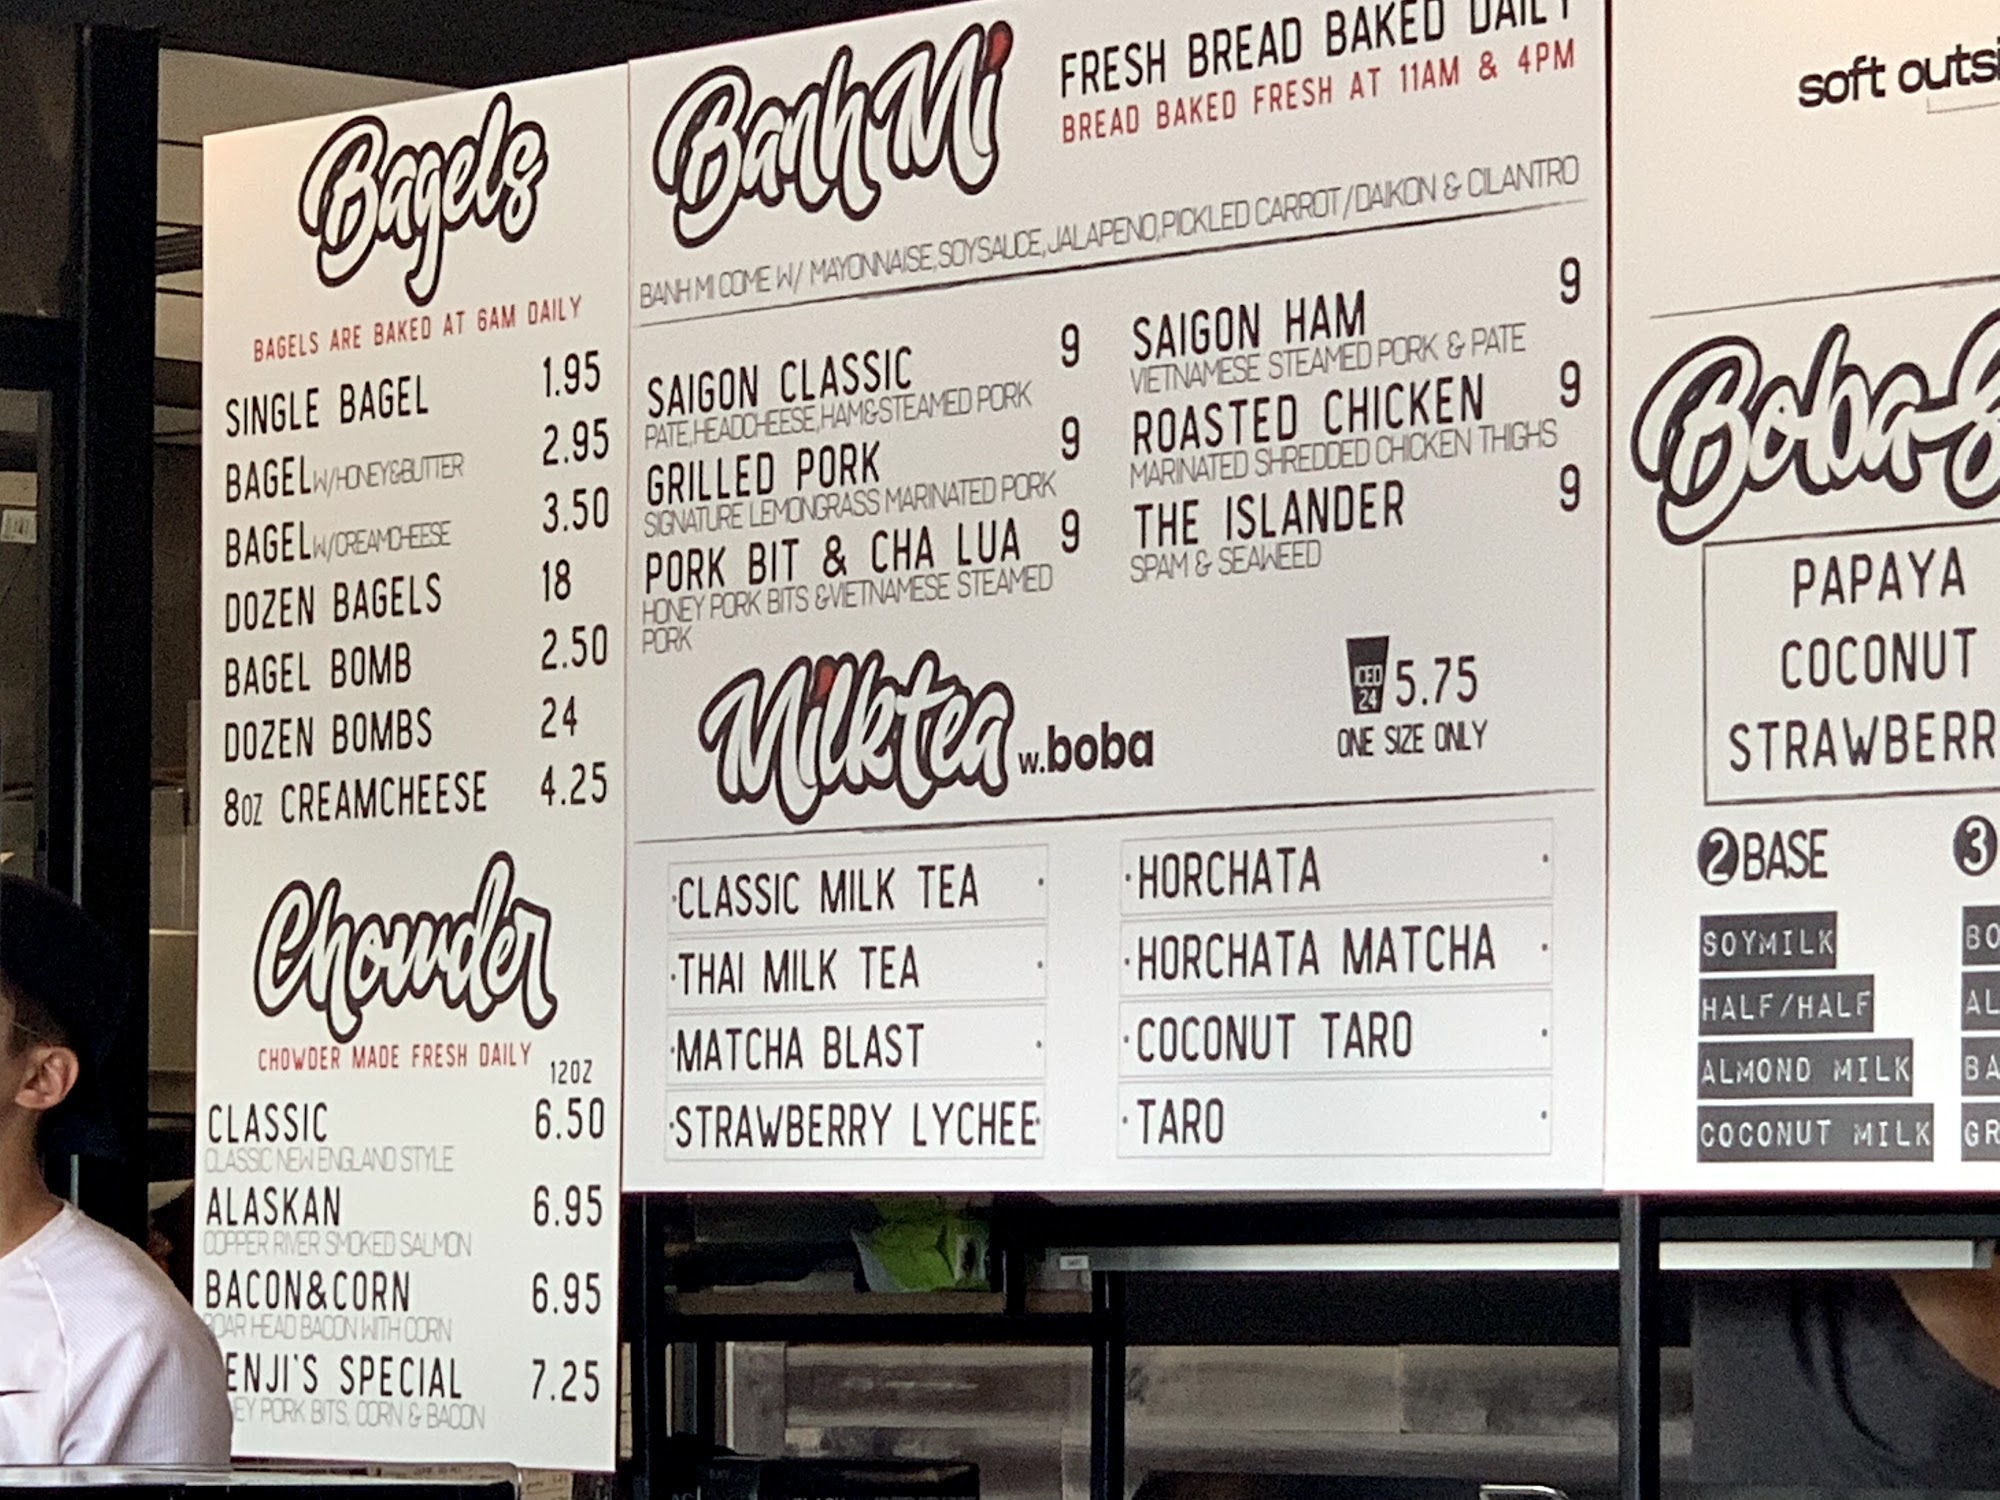 Bagels
BAGELS ARE BAKED AT 6AM DAILY
SINGLE BAGEL 1.95
BAGEL W/HONEY&BUTTER 2.95
BAGEL W/CREAMCHEESE 3.50
DOZEN BAGELS 18
BAGEL BOMB 2.50
DOZEN BOMBS 24
8OZ CREAMCHEESE 4.25
Chowder
CHOWDER MADE FRESH DAILY
12OZ
CLASSIC 6.50
CLASSIC NEW ENGLAND STYLE
ALASKAN 6.95
COPPER RIVER SMOKED SALMON
BACON&CORN 6.95
BOAR HEAD BACON WITH CORN
ENJI'S SPECIAL 7.25
EY PORK BITS, CORN & BACON
Banh Mi
FRESH BREAD BAKED DAILY
BREAD BAKED FRESH AT 11AM & 4PM
BANH MI COME W/ MAYONNAISE, SOYSAUCE, JALAPENO, PICKLED CARROT/DAIKON & CILANTRO
SAIGON CLASSIC 9
PATE, HEADCHEESE, HAM&STEAMED PORK
GRILLED PORK 9
SIGNATURE LEMONGRASS MARINATED PORK
PORK BIT & CHA LUA 9
HONEY PORK BITS &VIETNAMESE STEAMED
PORK
SAIGON HAM 9
VIETNAMESE STEAMED PORK & PATE
ROASTED CHICKEN 9
MARINATED SHREDDED CHICKEN THIGHS
THE ISLANDER 9
SPAM & SEAWEED
Milktea w.boba
ICED
24
5.75
ONE SIZE ONLY
CLASSIC MILK TEA
THAI MILK TEA
MATCHA BLAST
STRAWBERRY LYCHEE
HORCHATA
HORCHATA MATCHA
COCONUT TARO
TARO
soft outsi
Boba-
PAPAYA
COCONUT
STRAWBERR
2 BASE
SOYMILK
HALF/HALF
ALMOND MILK
COCONUT MILK
3
BO
AL
BA
GR